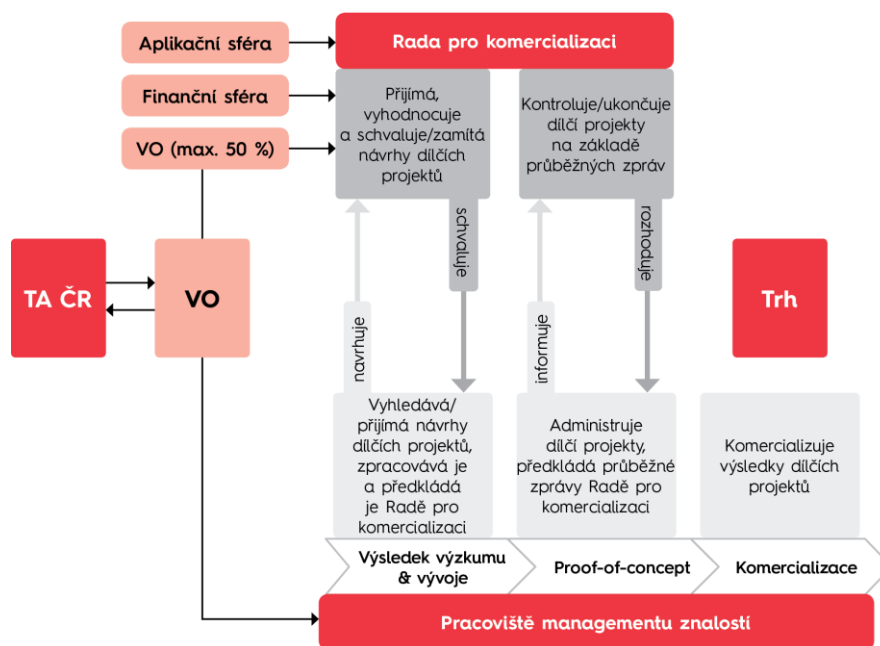 Aplikační sféra
Rada pro komercializaci
Finanční sféra
VO (max. 50 %)
Přijímá,
vyhodnocuje
a schvaluje/zamítá
návrhy dílčích
projektů
Kontroluje/ukončuje
dílčí projekty
na základě
průběžných zpráv
schvaluje
rozhoduje
TA ČR
VO
Trh
navrhuje
informuje
Vyhledává/
přijímá návrhy
dílčích projektů,
zpracovává je
a předkládá
je Radě pro
komercializaci
Administruje
dílčí projekty,
předkládá průběžné
zprávy Radě pro
komercializaci
Komercializuje
výsledky dílčích
projektů
Výsledek výzkumu
& vývoje
Proof-of-concept
Komercializace
Pracoviště managementu znalostí